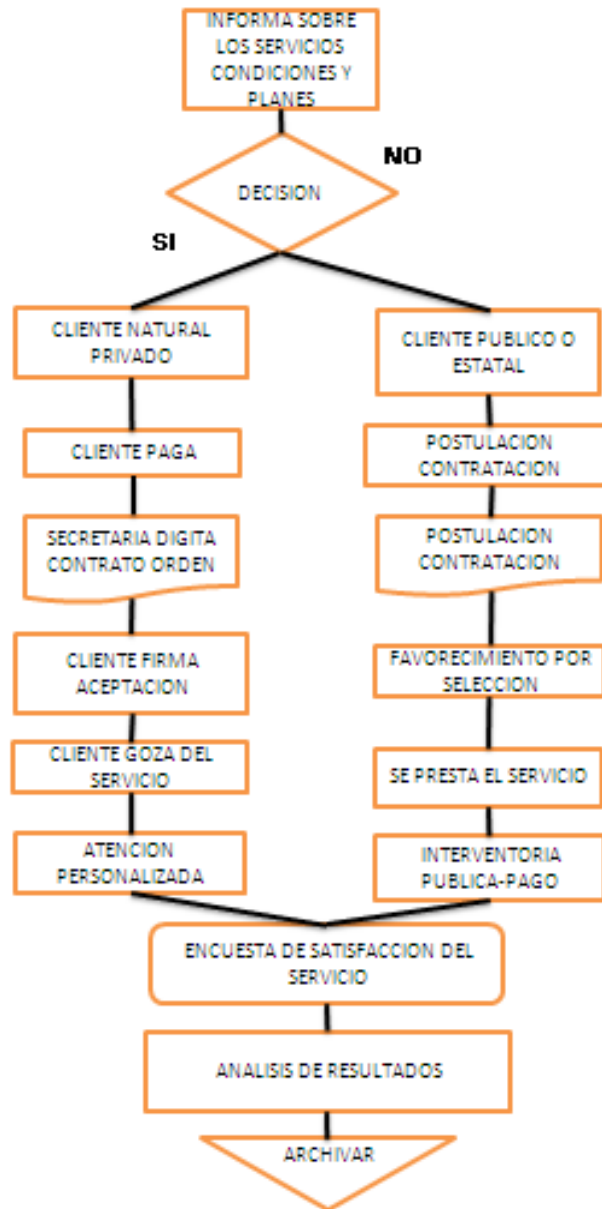 INFORMA SOBRE
LOS SERVICIOS
CONDICIONES Y
PLANES
NO
DECISION
SI
CLIENTE NATURAL
PRIVADO
CLIENTE PUBLICO O
ESTATAL
CLIENTE PAGA
POSTULACION
CONTRATACION
SECRETARIA DIGITA
CONTRATO ORDEN
POSTULACION
CONTRATACION
CLIENTE FIRMA
ACEPTACION
FAVORECIMIENTO POR
SELECCION
CLIENTE GOZA DEL
SERVICIO
SE PRESTA EL SERVICIO
ATENCION
PERSONALIZADA
INTERVENTORIA
PUBLICA-PAGO
ENCUESTA DE SATISFACCION DEL
SERVICIO
ANALISIS DE RESULTADOS
ARCHIVAR